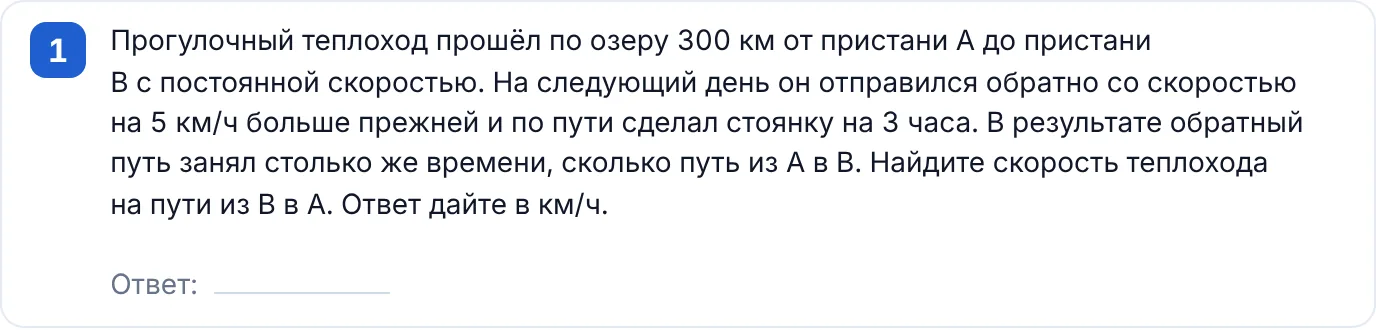 1
Прогулочный теплоход прошёл по озеру 300 км от пристани А до пристани
В с постоянной скоростью. На следующий день он отправился обратно со скоростью
на 5 км/ч больше прежней и по пути сделал стоянку на 3 часа. В результате обратный
путь занял столько же времени, сколько путь из А в В. Найдите скорость теплохода
на пути из В в А. Ответ дайте в км/ч.
Ответ: